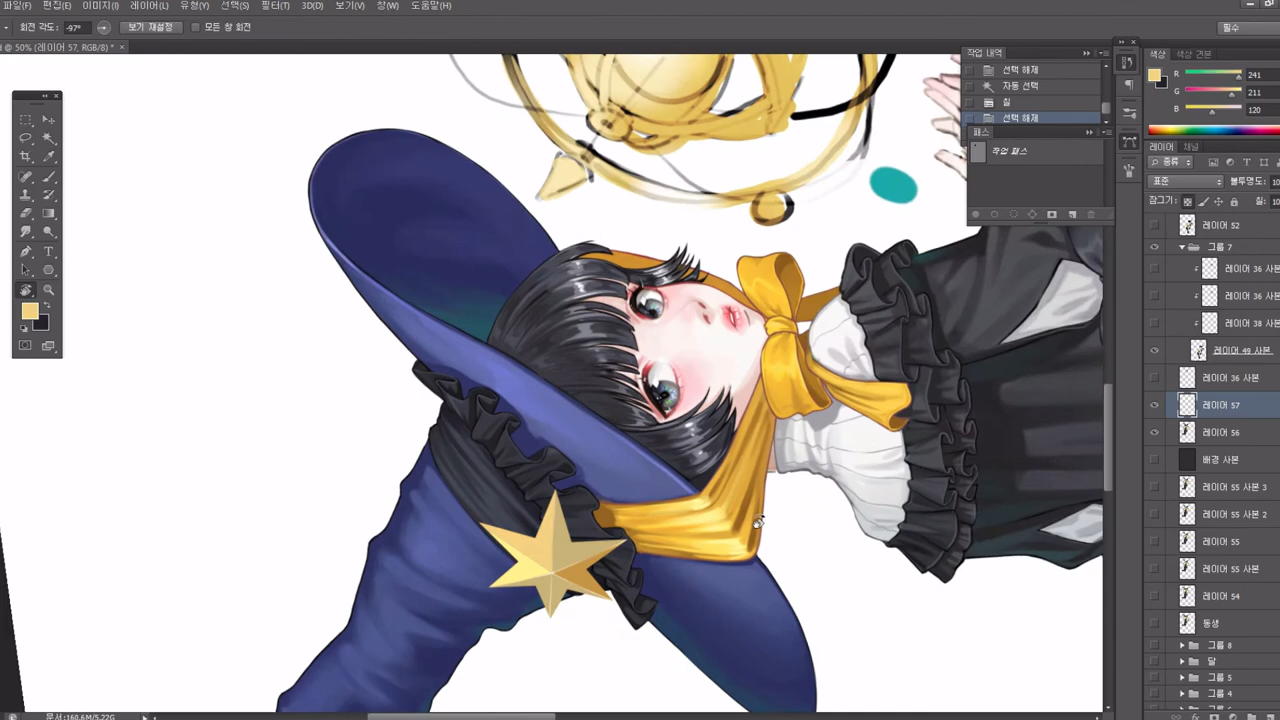 파일(F) 편집(E) 이미지(I) 레이어(L) 유형(Y) 선택(S) 필터(T) 3D(D) 보기(V) 창(W) 도움말(H)
회전 각도: -97° 보기 재설정 모든 창 회전 필수
@ 50% (레이어 57, RGB/8) * ×
작업 내역
선택 해제
자동 선택
칠
선택 해제
패스
작업 패스
색상 색상 견본
R 241
G 211
B 120
레이어 채널
종류
표준 불투명도: 10
잠그기: 칠: 10
레이어 52
그룹 7
레이어 36
레이어 36
레이어 38
레이어 49 사본
레이어 36 사본
레이어 57
레이어 56
배경 사본
레이어 55 사본 3
레이어 55 사본 2
레이어 55
레이어 55 사본
레이어 54
동생
그룹 8
달
그룹 5
그룹 4
문서:160.6M/5.22G